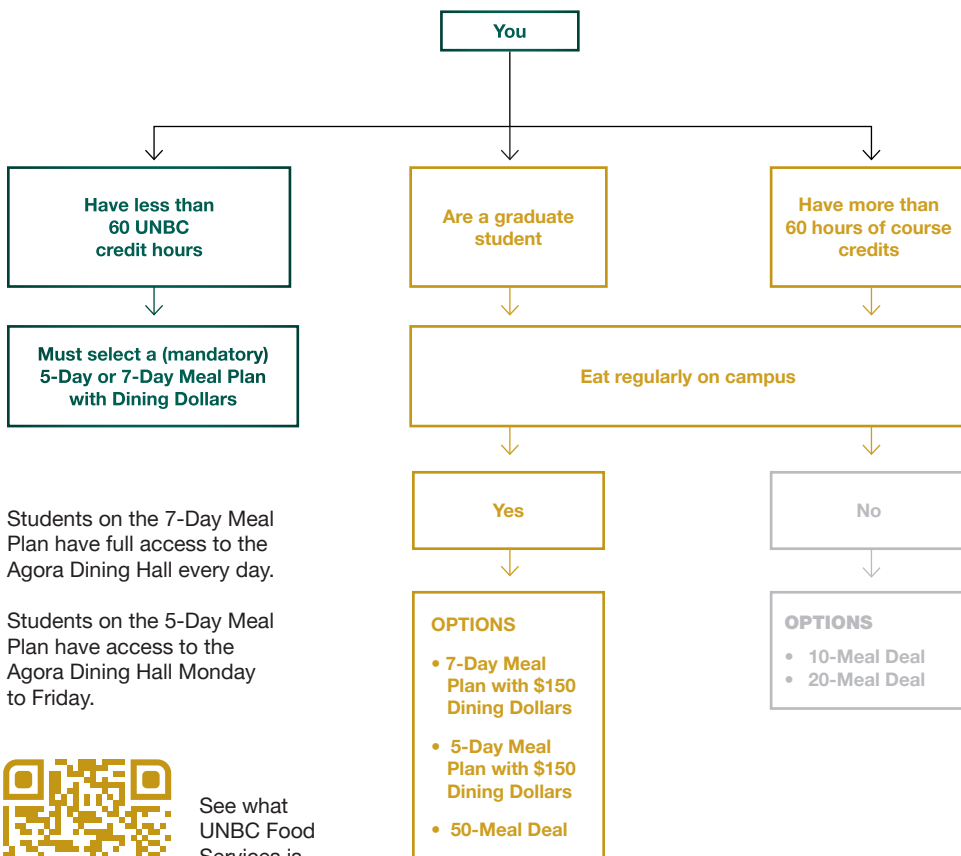 You
Have less than
60 UNBC
credit hours
Are a graduate
student
Have more than
60 hours of course
credits
Must select a (mandatory)
5-Day or 7-Day Meal Plan
with Dining Dollars
Eat regularly on campus
Yes
No
Students on the 7-Day Meal
Plan have full access to the
Agora Dining Hall every day.
Students on the 5-Day Meal
Plan have access to the
Agora Dining Hall Monday
to Friday.
OPTIONS
• 7-Day Meal
Plan with $150
Dining Dollars
• 5-Day Meal
Plan with $150
Dining Dollars
• 50-Meal Deal
OPTIONS
• 10-Meal Deal
• 20-Meal Deal
See what
UNBC Food
Services is